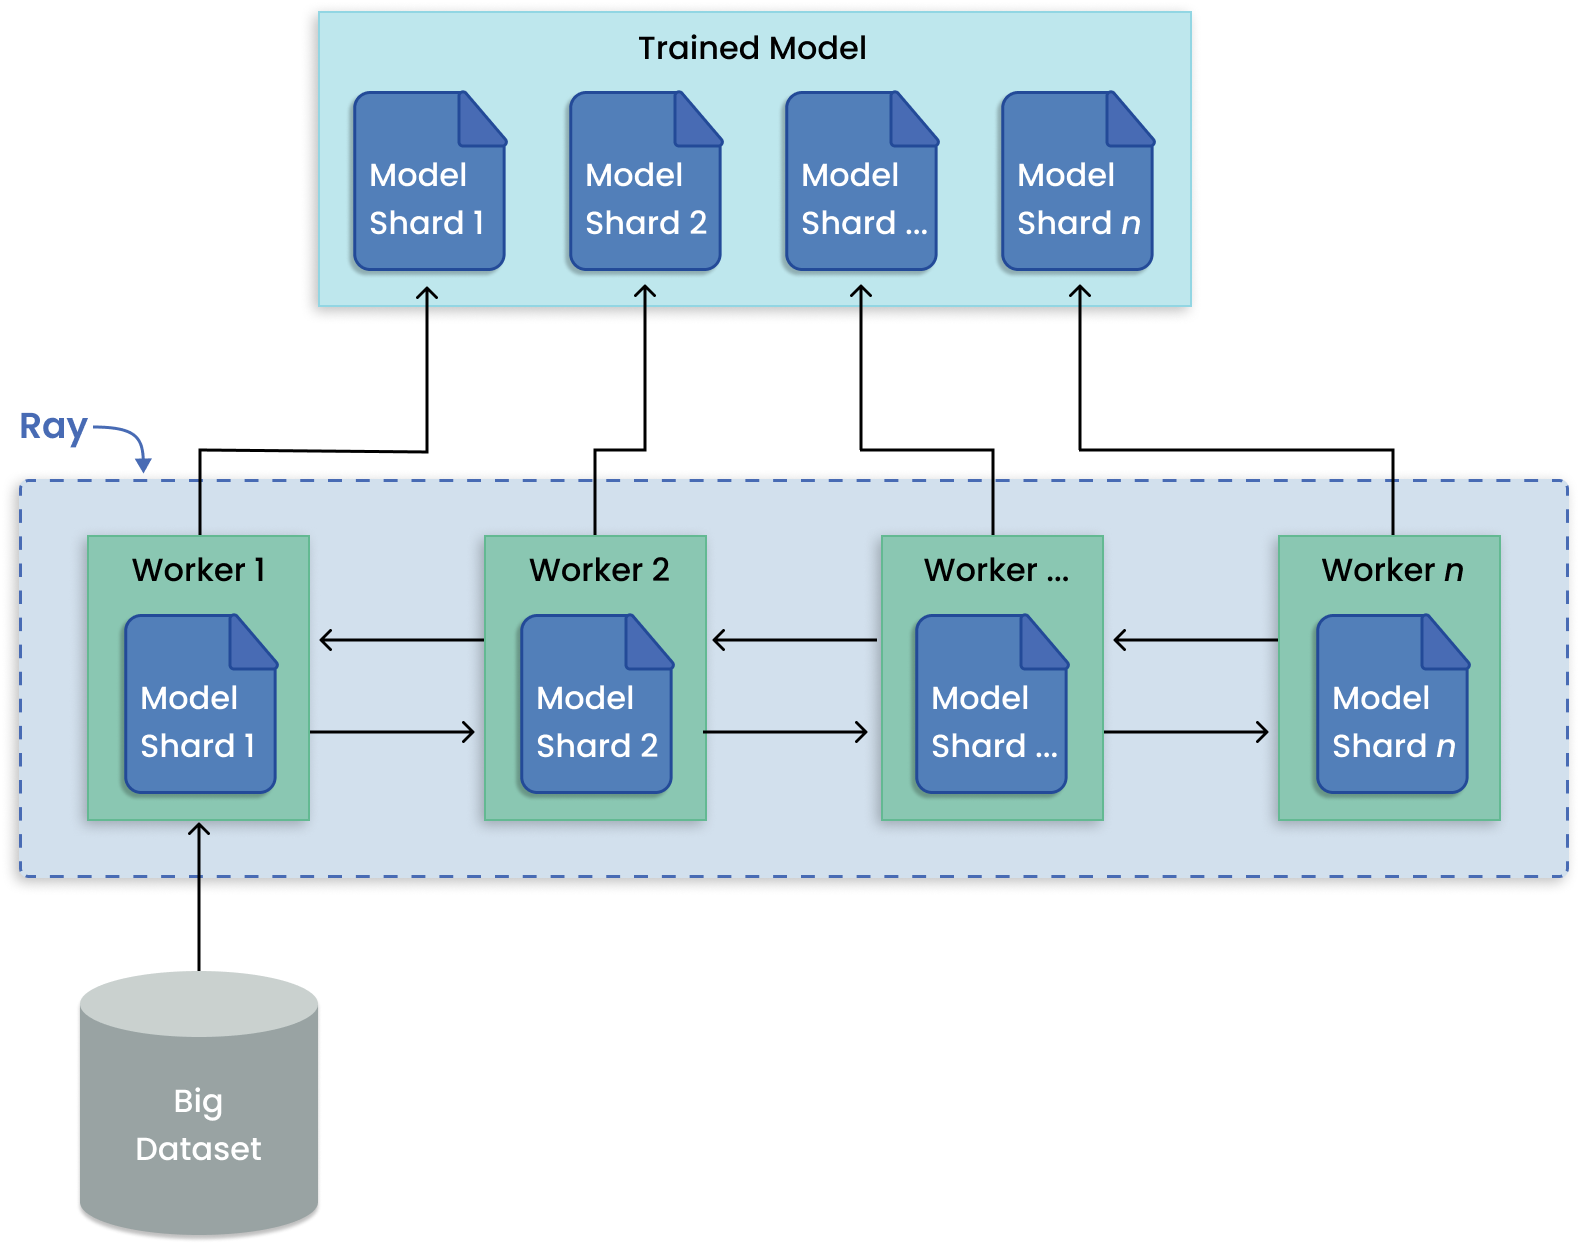 Trained Model
Model
Shard 1
Model
Shard 2
Model
Shard ...
Model
Shard n
Ray
Worker 1
Model
Shard 1
Worker 2
Model
Shard 2
Worker ...
Model
Shard ...
Worker n
Model
Shard n
Big
Dataset